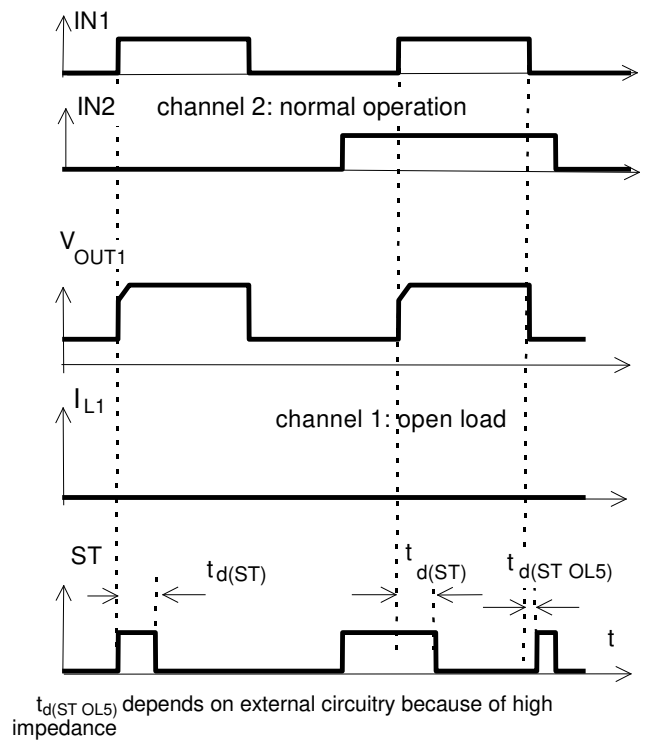 IN1
IN2 channel 2: normal operation
VOUT1
IL1
channel 1: open load
ST
td(ST)
td(ST)
td(ST OL5)
t
td(ST OL5) depends on external circuitry because of high
impedance